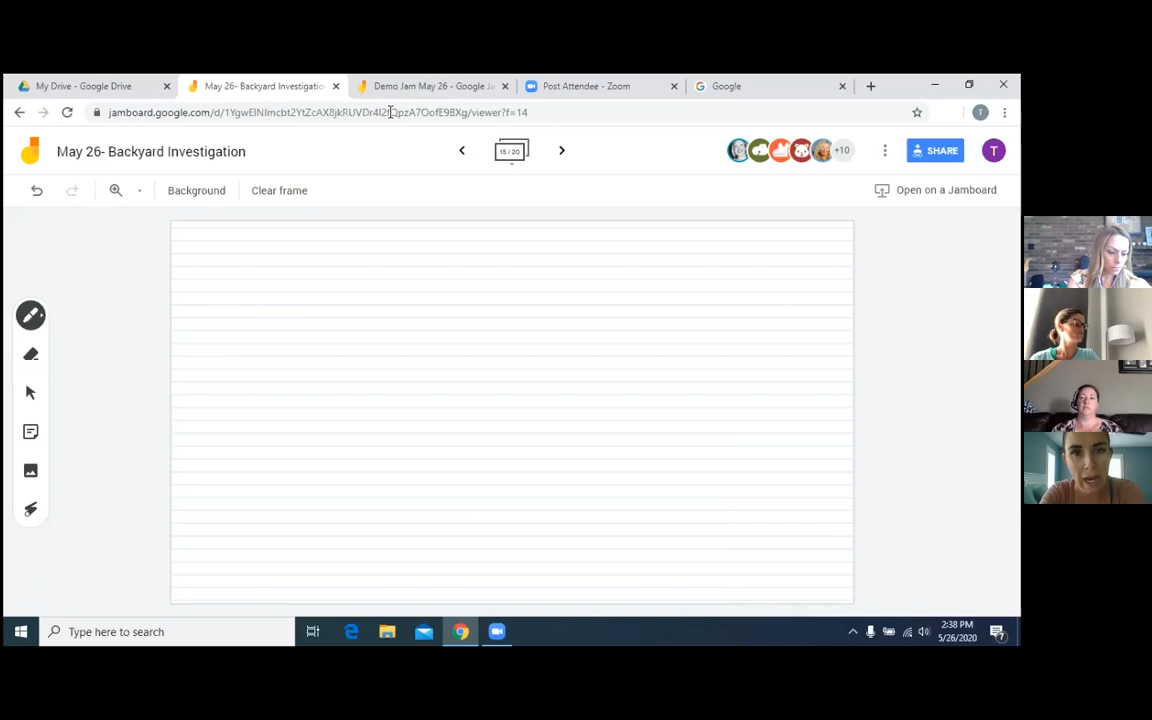 My Drive - Google Drive
May 26- Backyard Investigatio
Demo Jam May 26 - Google Ja
Post Attendee - Zoom
Google
May 26- Backyard Investigation
15 / 20
+10
SHARE
T
Background
Clear frame
Open on a Jamboard
Type here to search
2:38 PM
5/26/2020